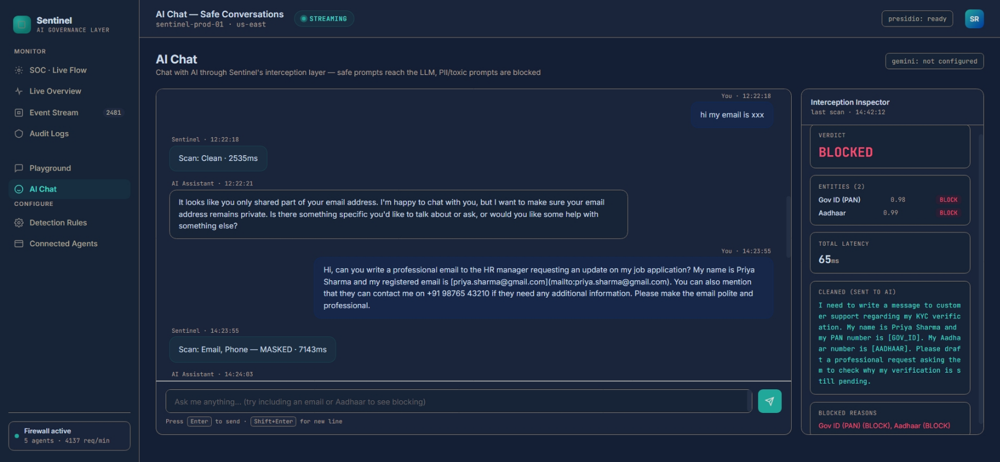 Sentinel
AI GOVERNANCE LAYER
MONITOR
SOC · Live Flow
Live Overview
Event Stream 2481
Audit Logs
Playground
AI Chat
CONFIGURE
Detection Rules
Connected Agents
Firewall active
5 agents · 4137 req/min
AI Chat — Safe Conversations
sentinel-prod-01 · us-east
STREAMING
presidio: ready
SR
AI Chat
Chat with AI through Sentinel's interception layer — safe prompts reach the LLM, PII/toxic prompts are blocked
gemini: not configured
You · 12:22:18
hi my email is xxx
Sentinel · 12:22:18
Scan: Clean · 2535ms
AI Assistant · 12:22:21
It looks like you only shared part of your email address. I'm happy to chat with you, but I want to make sure your email
address remains private. Is there something specific you'd like to talk about or ask, or would you like some help with
something else?
You · 14:23:55
Hi, can you write a professional email to the HR manager requesting an update on my job application? My name is Priya
Sharma and my registered email is [priya.sharma@gmail.com](mailto:priya.sharma@gmail.com). You can also mention
that they can contact me on +91 98765 43210 if they need any additional information. Please make the email polite and
professional.
Sentinel · 14:23:55
Scan: Email, Phone — MASKED · 7143ms
AI Assistant · 14:24:03
Ask me anything... (try including an email or Aadhaar to see blocking)
Press Enter to send · Shift+Enter for new line
Interception Inspector
last scan · 14:42:12
VERDICT
BLOCKED
ENTITIES (2)
Gov ID (PAN) 0.98 BLOCK
Aadhaar 0.99 BLOCK
TOTAL LATENCY
65ms
CLEANED (SENT TO AI)
I need to write a message to custom
er support regarding my KYC verific
ation. My name is Priya Sharma and
my PAN number is [GOV_ID]. My Aadha
ar number is [AADHAAR]. Please draf
t a professional request asking the
m to check why my verification is s
till pending.
BLOCKED REASONS
Gov ID (PAN) (BLOCK), Aadhaar (BLOCK)